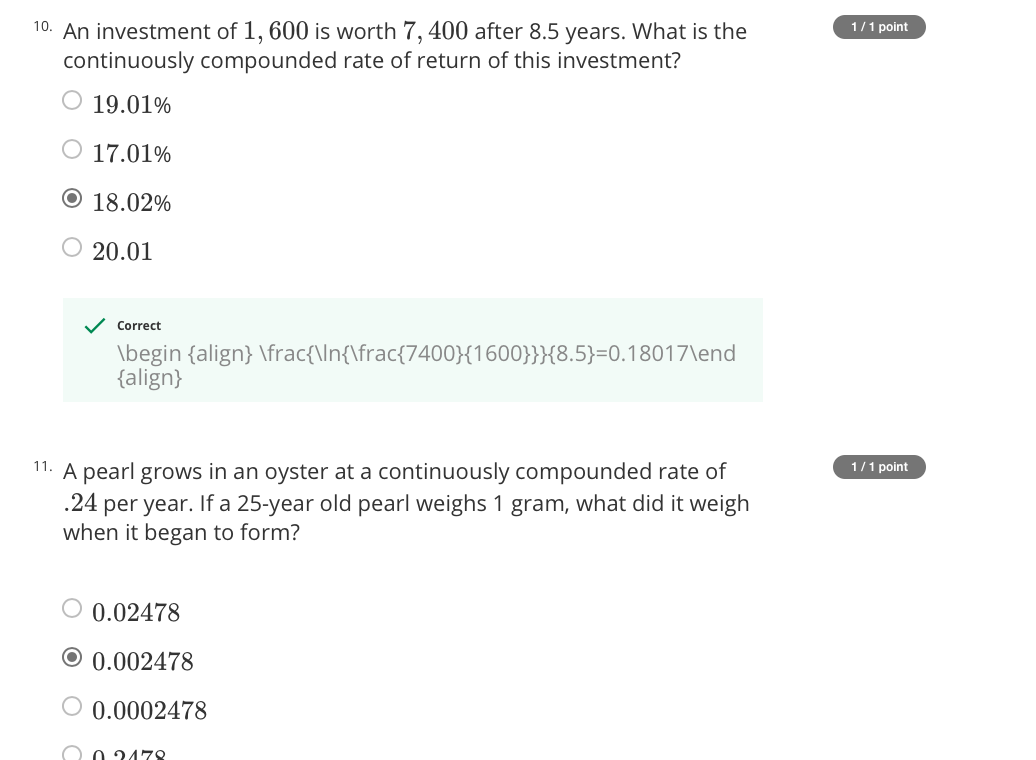 10. An investment of 1, 600 is worth 7, 400 after 8.5 years. What is the
1 / 1 point
continuously compounded rate of return of this investment?
19.01%
17.01%
18.02%
20.01
Correct
\begin {align} \frac{\ln{\frac{7400}{1600}}}{8.5}=0.18017\end
{align}
11. A pearl grows in an oyster at a continuously compounded rate of
1 / 1 point
.24 per year. If a 25-year old pearl weighs 1 gram, what did it weigh
when it began to form?
0.02478
0.002478
0.0002478
0.2478